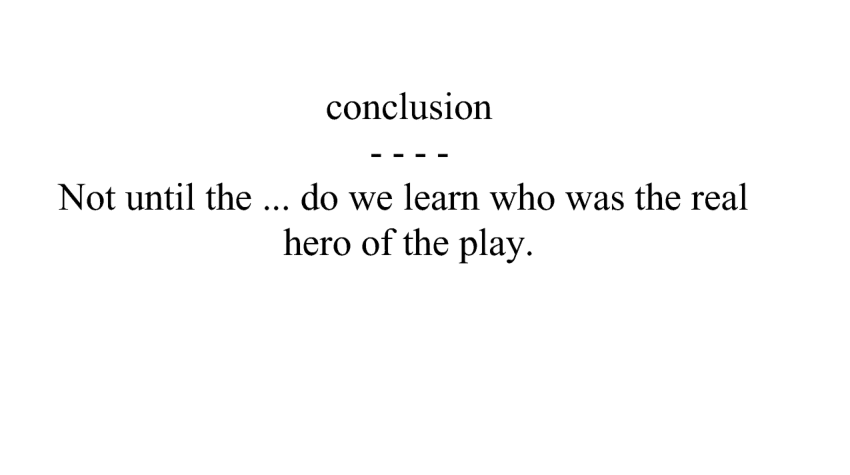 conclusion
- - - -
Not until the ... do we learn who was the real
hero of the play.